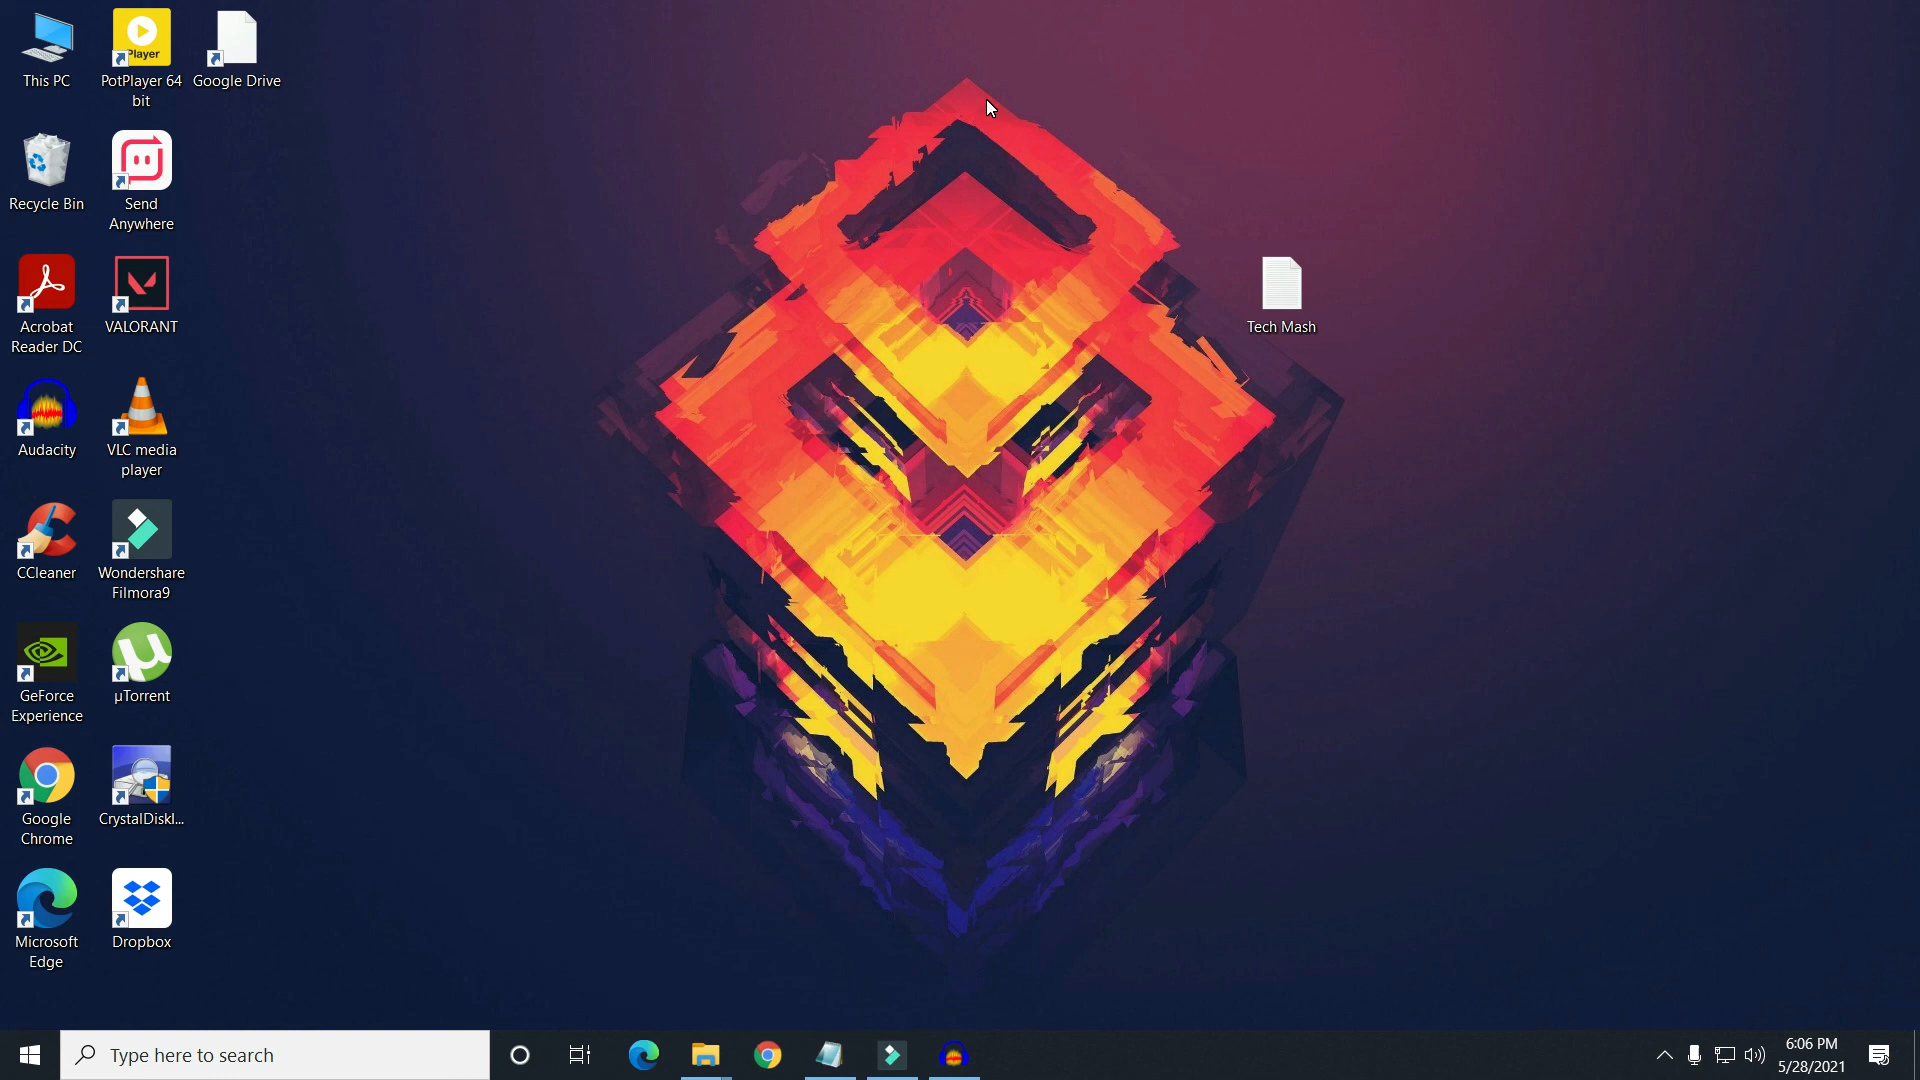 This PC
PotPlayer 64
bit
Google Drive
Player
Recycle Bin
Send
Anywhere
Acrobat
Reader DC
VALORANT
Tech Mash
Audacity
VLC media
player
CCleaner
Wondershare
Filmora9
GeForce
Experience
µTorrent
Google
Chrome
CrystalDiskI...
Microsoft
Edge
Dropbox
Type here to search
6:06 PM
5/28/2021